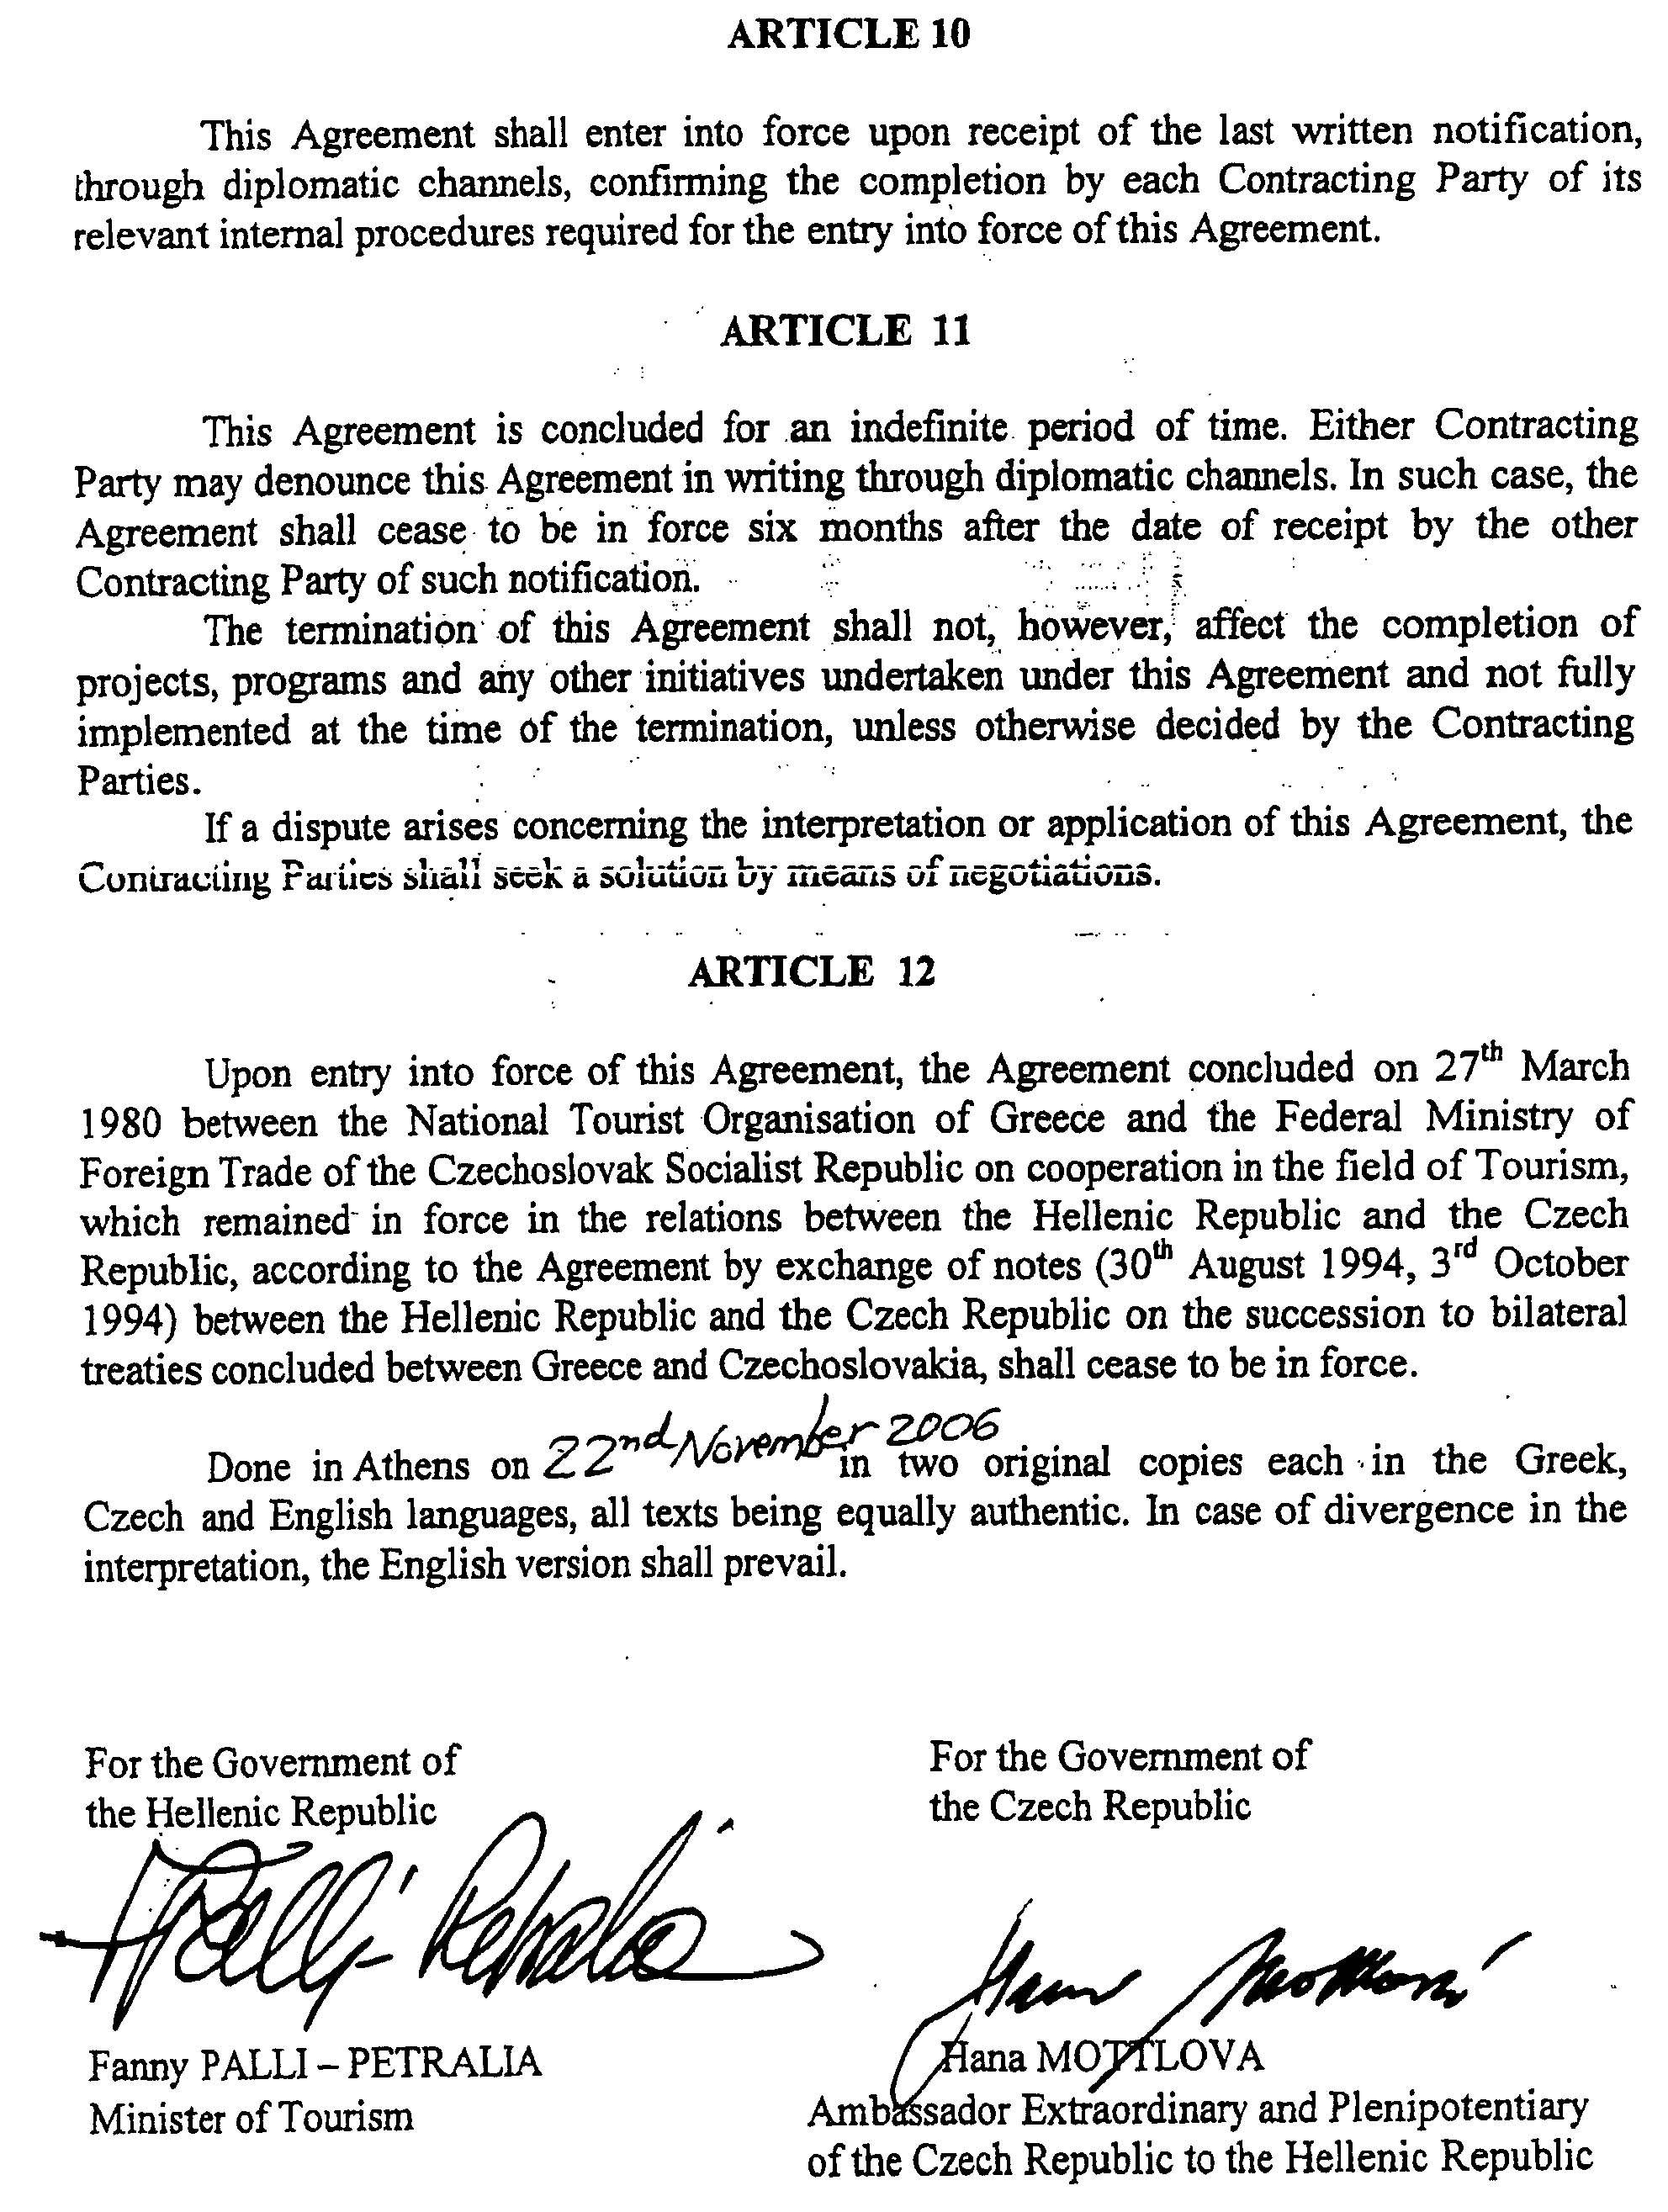 ARTICLE 10
This Agreement shall enter into force upon receipt of the last written notification,
through diplomatic channels, confirming the completion by each Contracting Party of its
relevant internal procedures required for the entry into force of this Agreement.
ARTICLE 11
This Agreement is concluded for an indefinite period of time. Either Contracting
Party may denounce this Agreement in writing through diplomatic channels. In such case, the
Agreement shall cease to be in force six months after the date of receipt by the other
Contracting Party of such notification.
The termination of this Agreement shall not, however, affect the completion of
projects, programs and any other initiatives undertaken under this Agreement and not fully
implemented at the time of the termination, unless otherwise decided by the Contracting
Parties.
If a dispute arises concerning the interpretation or application of this Agreement, the
Contracting Parties shall seek a solution by means of negotiations.
ARTICLE 12
Upon entry into force of this Agreement, the Agreement concluded on 27th March
1980 between the National Tourist Organisation of Greece and the Federal Ministry of
Foreign Trade of the Czechoslovak Socialist Republic on cooperation in the field of Tourism,
which remained in force in the relations between the Hellenic Republic and the Czech
Republic, according to the Agreement by exchange of notes (30th August 1994, 3rd October
1994) between the Hellenic Republic and the Czech Republic on the succession to bilateral
treaties concluded between Greece and Czechoslovakia, shall cease to be in force.
Done in Athens on 22nd November 2006 in two original copies each in the Greek,
Czech and English languages, all texts being equally authentic. In case of divergence in the
interpretation, the English version shall prevail.
For the Government of
the Hellenic Republic
For the Government of
the Czech Republic
Palli Petralia
Hana Mottlová
Fanny PALLI – PETRALIA
Minister of Tourism
Hana MOTTLOVA
Ambassador Extraordinary and Plenipotentiary
of the Czech Republic to the Hellenic Republic